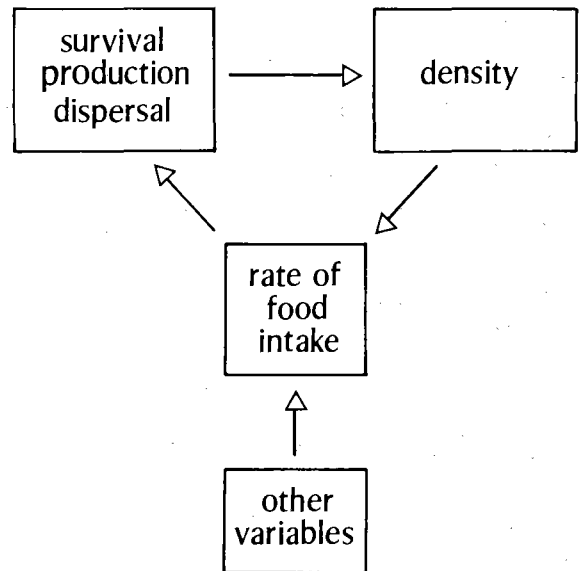 survival
production
dispersal
density
rate of
food
intake
other
variables